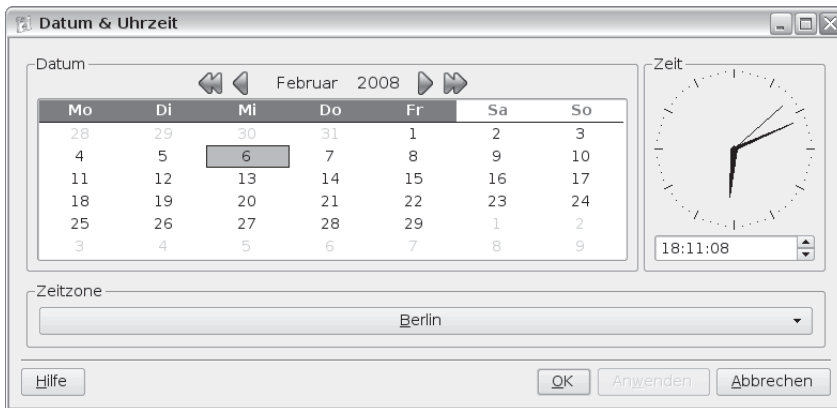 Datum & Uhrzeit
Datum
Februar 2008
Mo Di Mi Do Fr Sa So
28 29 30 31 1 2 3
4 5 6 7 8 9 10
11 12 13 14 15 16 17
18 19 20 21 22 23 24
25 26 27 28 29 1 2
3 4 5 6 7 8 9
Zeit
18:11:08
Zeitzone
Berlin
Hilfe
OK
Anwenden
Abbrechen